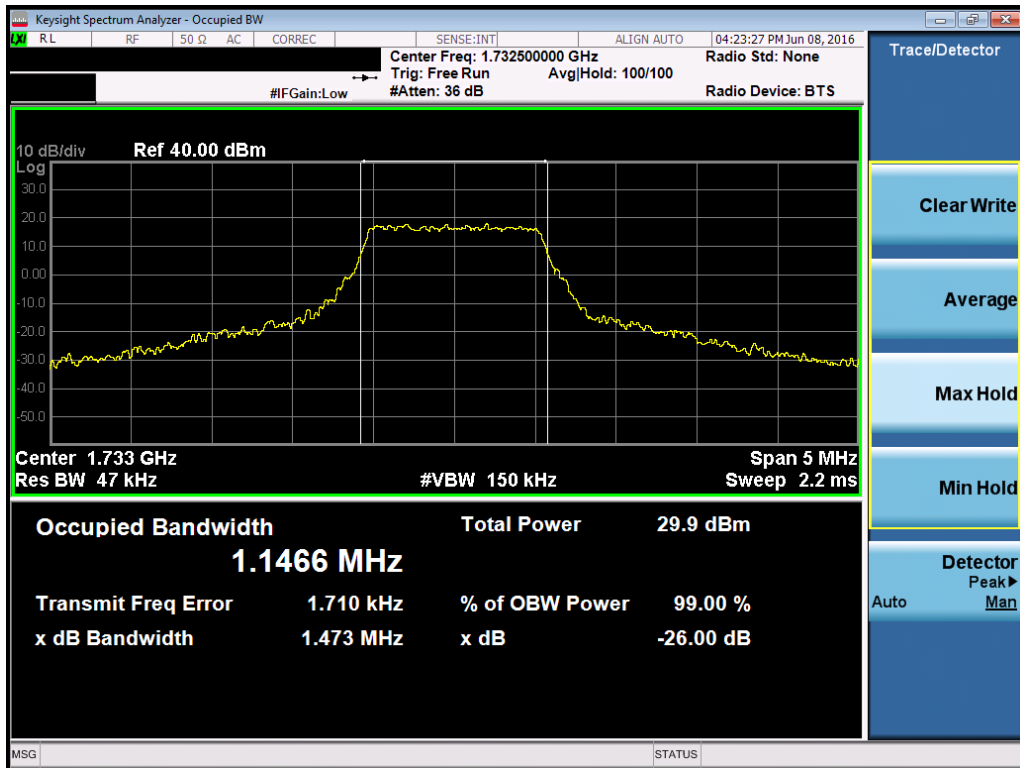 Keysight Spectrum Analyzer - Occupied BW
LXI RL RF 50 Ω AC CORREC SENSE:INT ALIGN AUTO 04:23:27 PM Jun 08, 2016
Center Freq: 1.732500000 GHz Radio Std: None
Trig: Free Run Avg|Hold: 100/100
#IFGain:Low #Atten: 36 dB Radio Device: BTS
10 dB/div Ref 40.00 dBm
Log
30.0
20.0
10.0
0.00
-10.0
-20.0
-30.0
-40.0
-50.0
Center 1.733 GHz Span 5 MHz
Res BW 47 kHz #VBW 150 kHz Sweep 2.2 ms
Occupied Bandwidth Total Power 29.9 dBm
1.1466 MHz
Transmit Freq Error 1.710 kHz % of OBW Power 99.00 %
x dB Bandwidth 1.473 MHz x dB -26.00 dB
MSG STATUS
Trace/Detector
Clear Write
Average
Max Hold
Min Hold
Detector
Peak▶
Auto Man